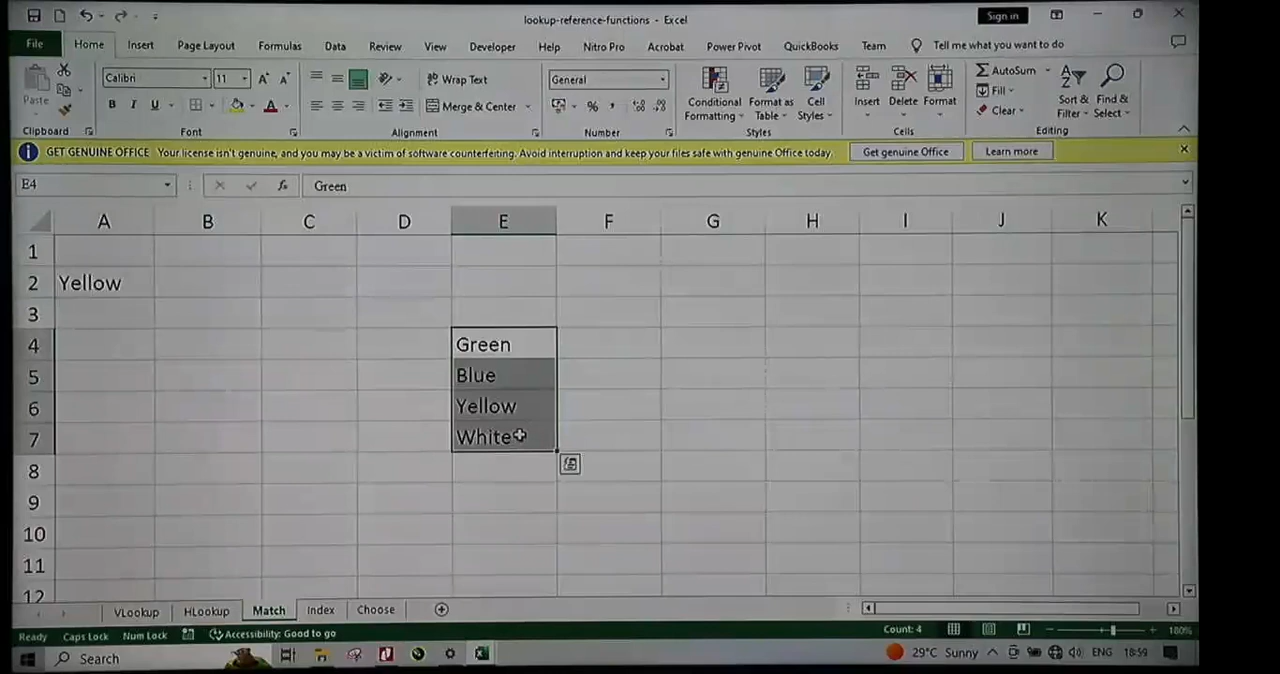 lookup-reference-functions - Excel
Sign in
File Home Insert Page Layout Formulas Data Review View Developer Help Nitro Pro Acrobat Power Pivot QuickBooks Team Tell me what you want to do
Paste
Calibri 11 A A
Wrap Text
General
Conditional Formatting
Format as Table
Cell Styles
Insert Delete Format
AutoSum
Fill
Clear
Sort & Filter
Find & Select
B I U A
Merge & Center
%
Clipboard Font Alignment Number Styles Cells Editing
GET GENUINE OFFICE Your license isn't genuine, and you may be a victim of software counterfeiting. Avoid interruption and keep your files safe with genuine Office today. Get genuine Office Learn more
E4 fx Green
A B C D E F G H I J K
1
2 Yellow
3
4 Green
5 Blue
6 Yellow
7 White
8
9
10
11
12
VLookup HLookup Match Index Choose
Ready Caps Lock Num Lock Accessibility: Good to go Count: 4 180%
Search 29°C Sunny ENG 18:59